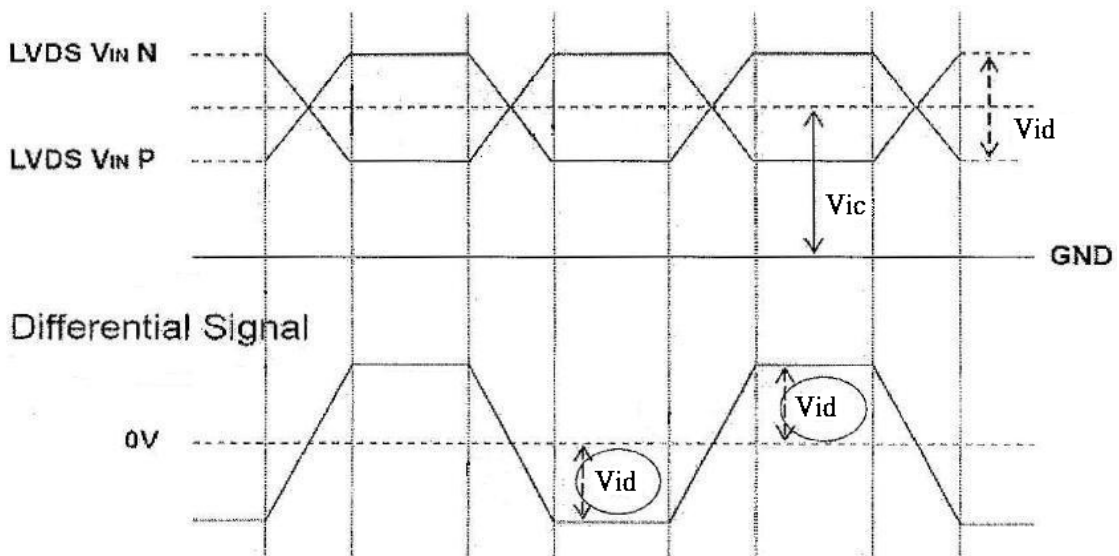 LVDS VIN N
Vid
LVDS VIN P
Vic
GND
Differential Signal
Vid
0V
Vid